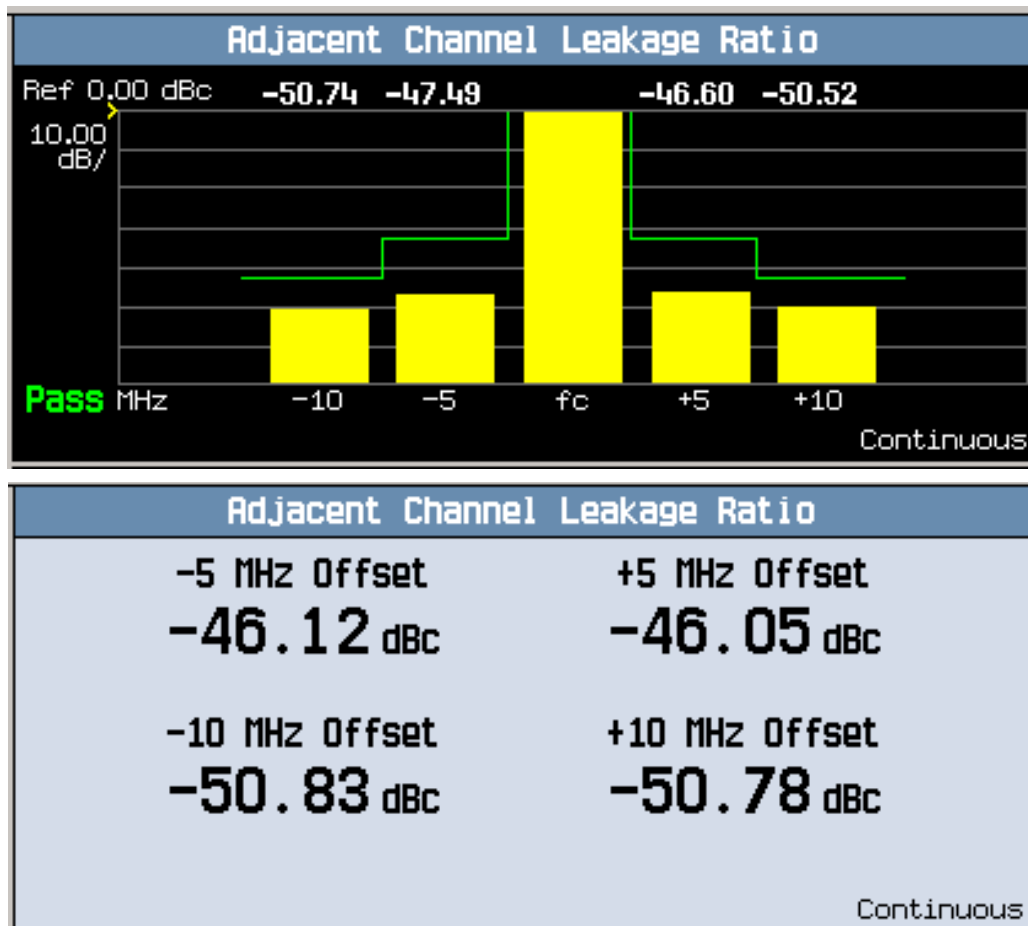 Adjacent Channel Leakage Ratio
Ref 0.00 dBc -50.74 -47.49 -46.60 -50.52
10.00
dB/
Pass MHz -10 -5 fc +5 +10
Continuous
Adjacent Channel Leakage Ratio
-5 MHz Offset +5 MHz Offset
-46.12 dBc -46.05 dBc
-10 MHz Offset +10 MHz Offset
-50.83 dBc -50.78 dBc
Continuous